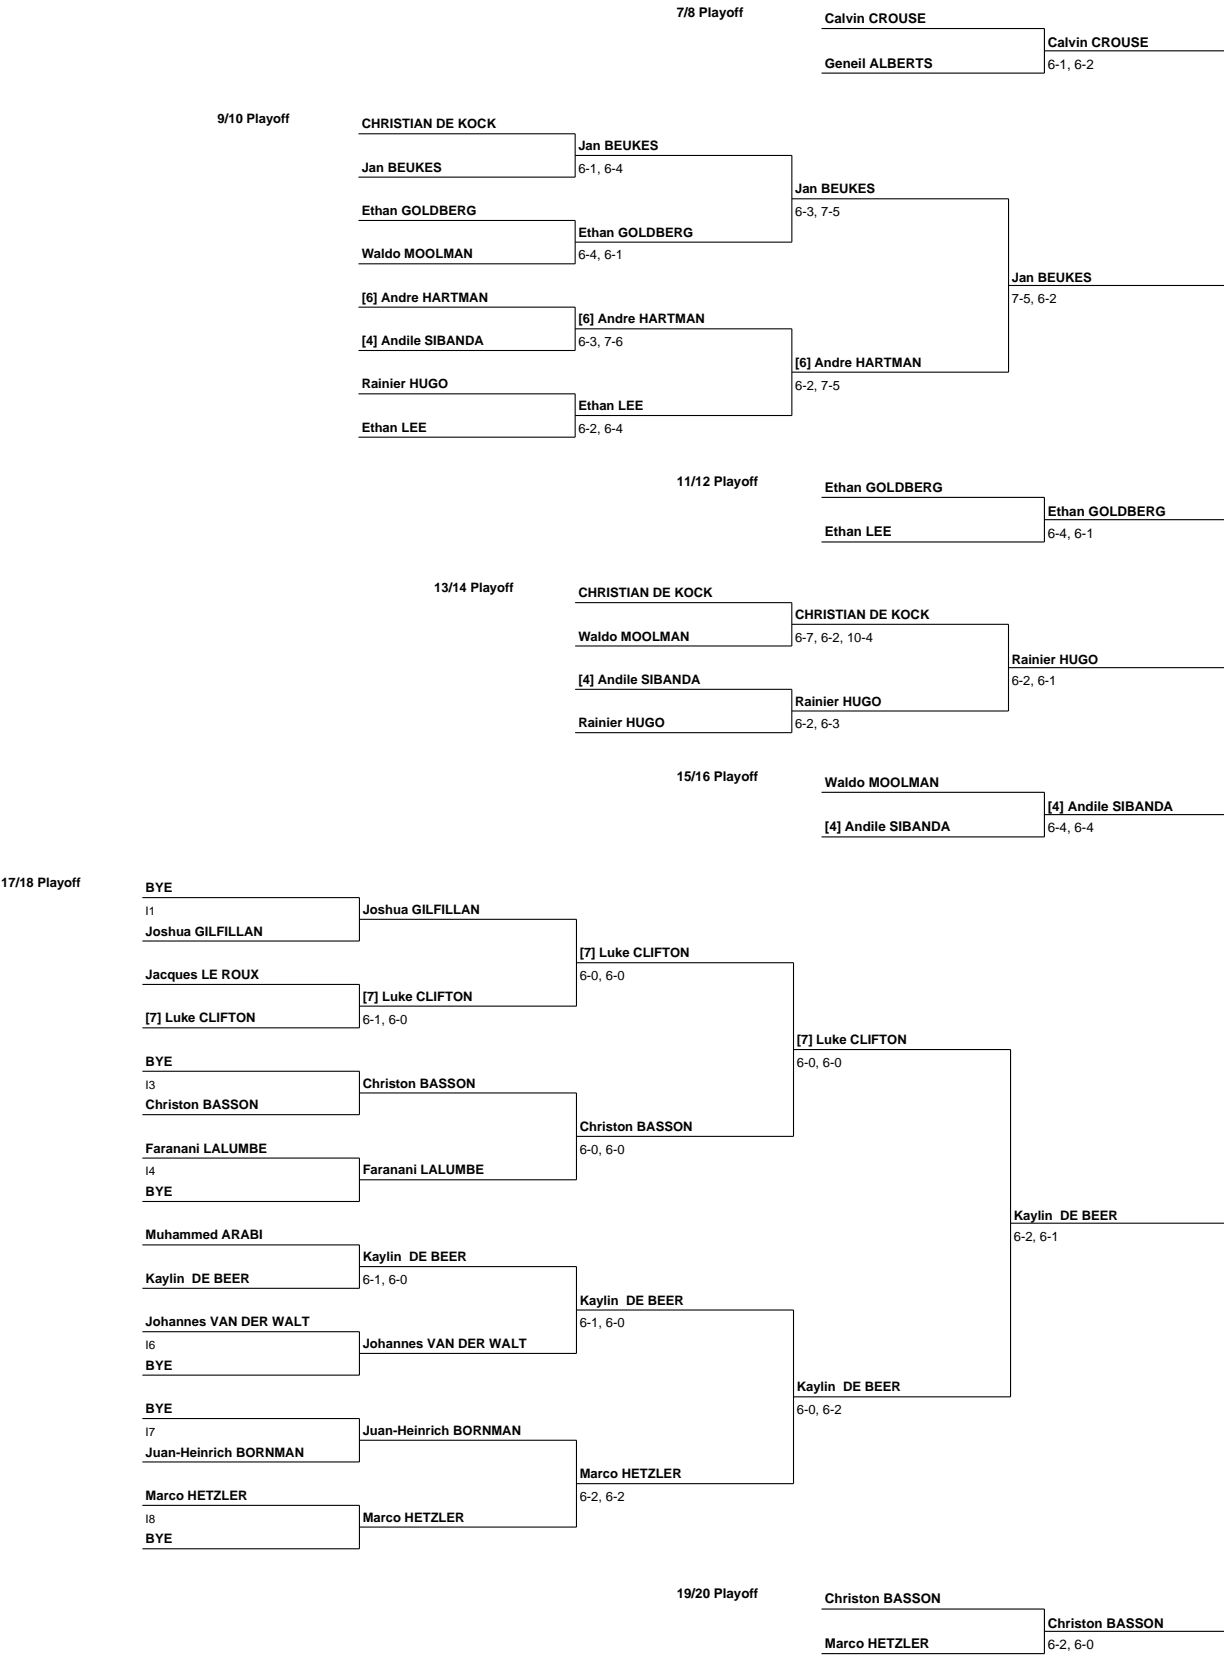 7/8 Playoff
Calvin CROUSE
Calvin CROUSE
Geneil ALBERTS
6-1, 6-2
9/10 Playoff
CHRISTIAN DE KOCK
Jan BEUKES
Jan BEUKES
6-1, 6-4
Jan BEUKES
Ethan GOLDBERG
6-3, 7-5
Ethan GOLDBERG
Waldo MOOLMAN
6-4, 6-1
Jan BEUKES
[6] Andre HARTMAN
7-5, 6-2
[6] Andre HARTMAN
[4] Andile SIBANDA
6-3, 7-6
[6] Andre HARTMAN
Rainier HUGO
6-2, 7-5
Ethan LEE
Ethan LEE
6-2, 6-4
11/12 Playoff
Ethan GOLDBERG
Ethan GOLDBERG
Ethan LEE
6-4, 6-1
13/14 Playoff
CHRISTIAN DE KOCK
CHRISTIAN DE KOCK
Waldo MOOLMAN
6-7, 6-2, 10-4
Rainier HUGO
[4] Andile SIBANDA
6-2, 6-1
Rainier HUGO
Rainier HUGO
6-2, 6-3
15/16 Playoff
Waldo MOOLMAN
[4] Andile SIBANDA
[4] Andile SIBANDA
6-4, 6-4
17/18 Playoff
BYE
I1
Joshua GILFILLAN
Joshua GILFILLAN
[7] Luke CLIFTON
Jacques LE ROUX
6-0, 6-0
[7] Luke CLIFTON
[7] Luke CLIFTON
6-1, 6-0
[7] Luke CLIFTON
BYE
6-0, 6-0
I3
Christon BASSON
Christon BASSON
Christon BASSON
Faranani LALUMBE
6-0, 6-0
I4
Faranani LALUMBE
BYE
Kaylin  DE BEER
Muhammed ARABI
6-2, 6-1
Kaylin  DE BEER
Kaylin  DE BEER
6-1, 6-0
Kaylin  DE BEER
Johannes VAN DER WALT
6-1, 6-0
I6
Johannes VAN DER WALT
BYE
Kaylin  DE BEER
BYE
6-0, 6-2
I7
Juan-Heinrich BORNMAN
Juan-Heinrich BORNMAN
Marco HETZLER
Marco HETZLER
6-2, 6-2
I8
Marco HETZLER
BYE
19/20 Playoff
Christon BASSON
Christon BASSON
Marco HETZLER
6-2, 6-0